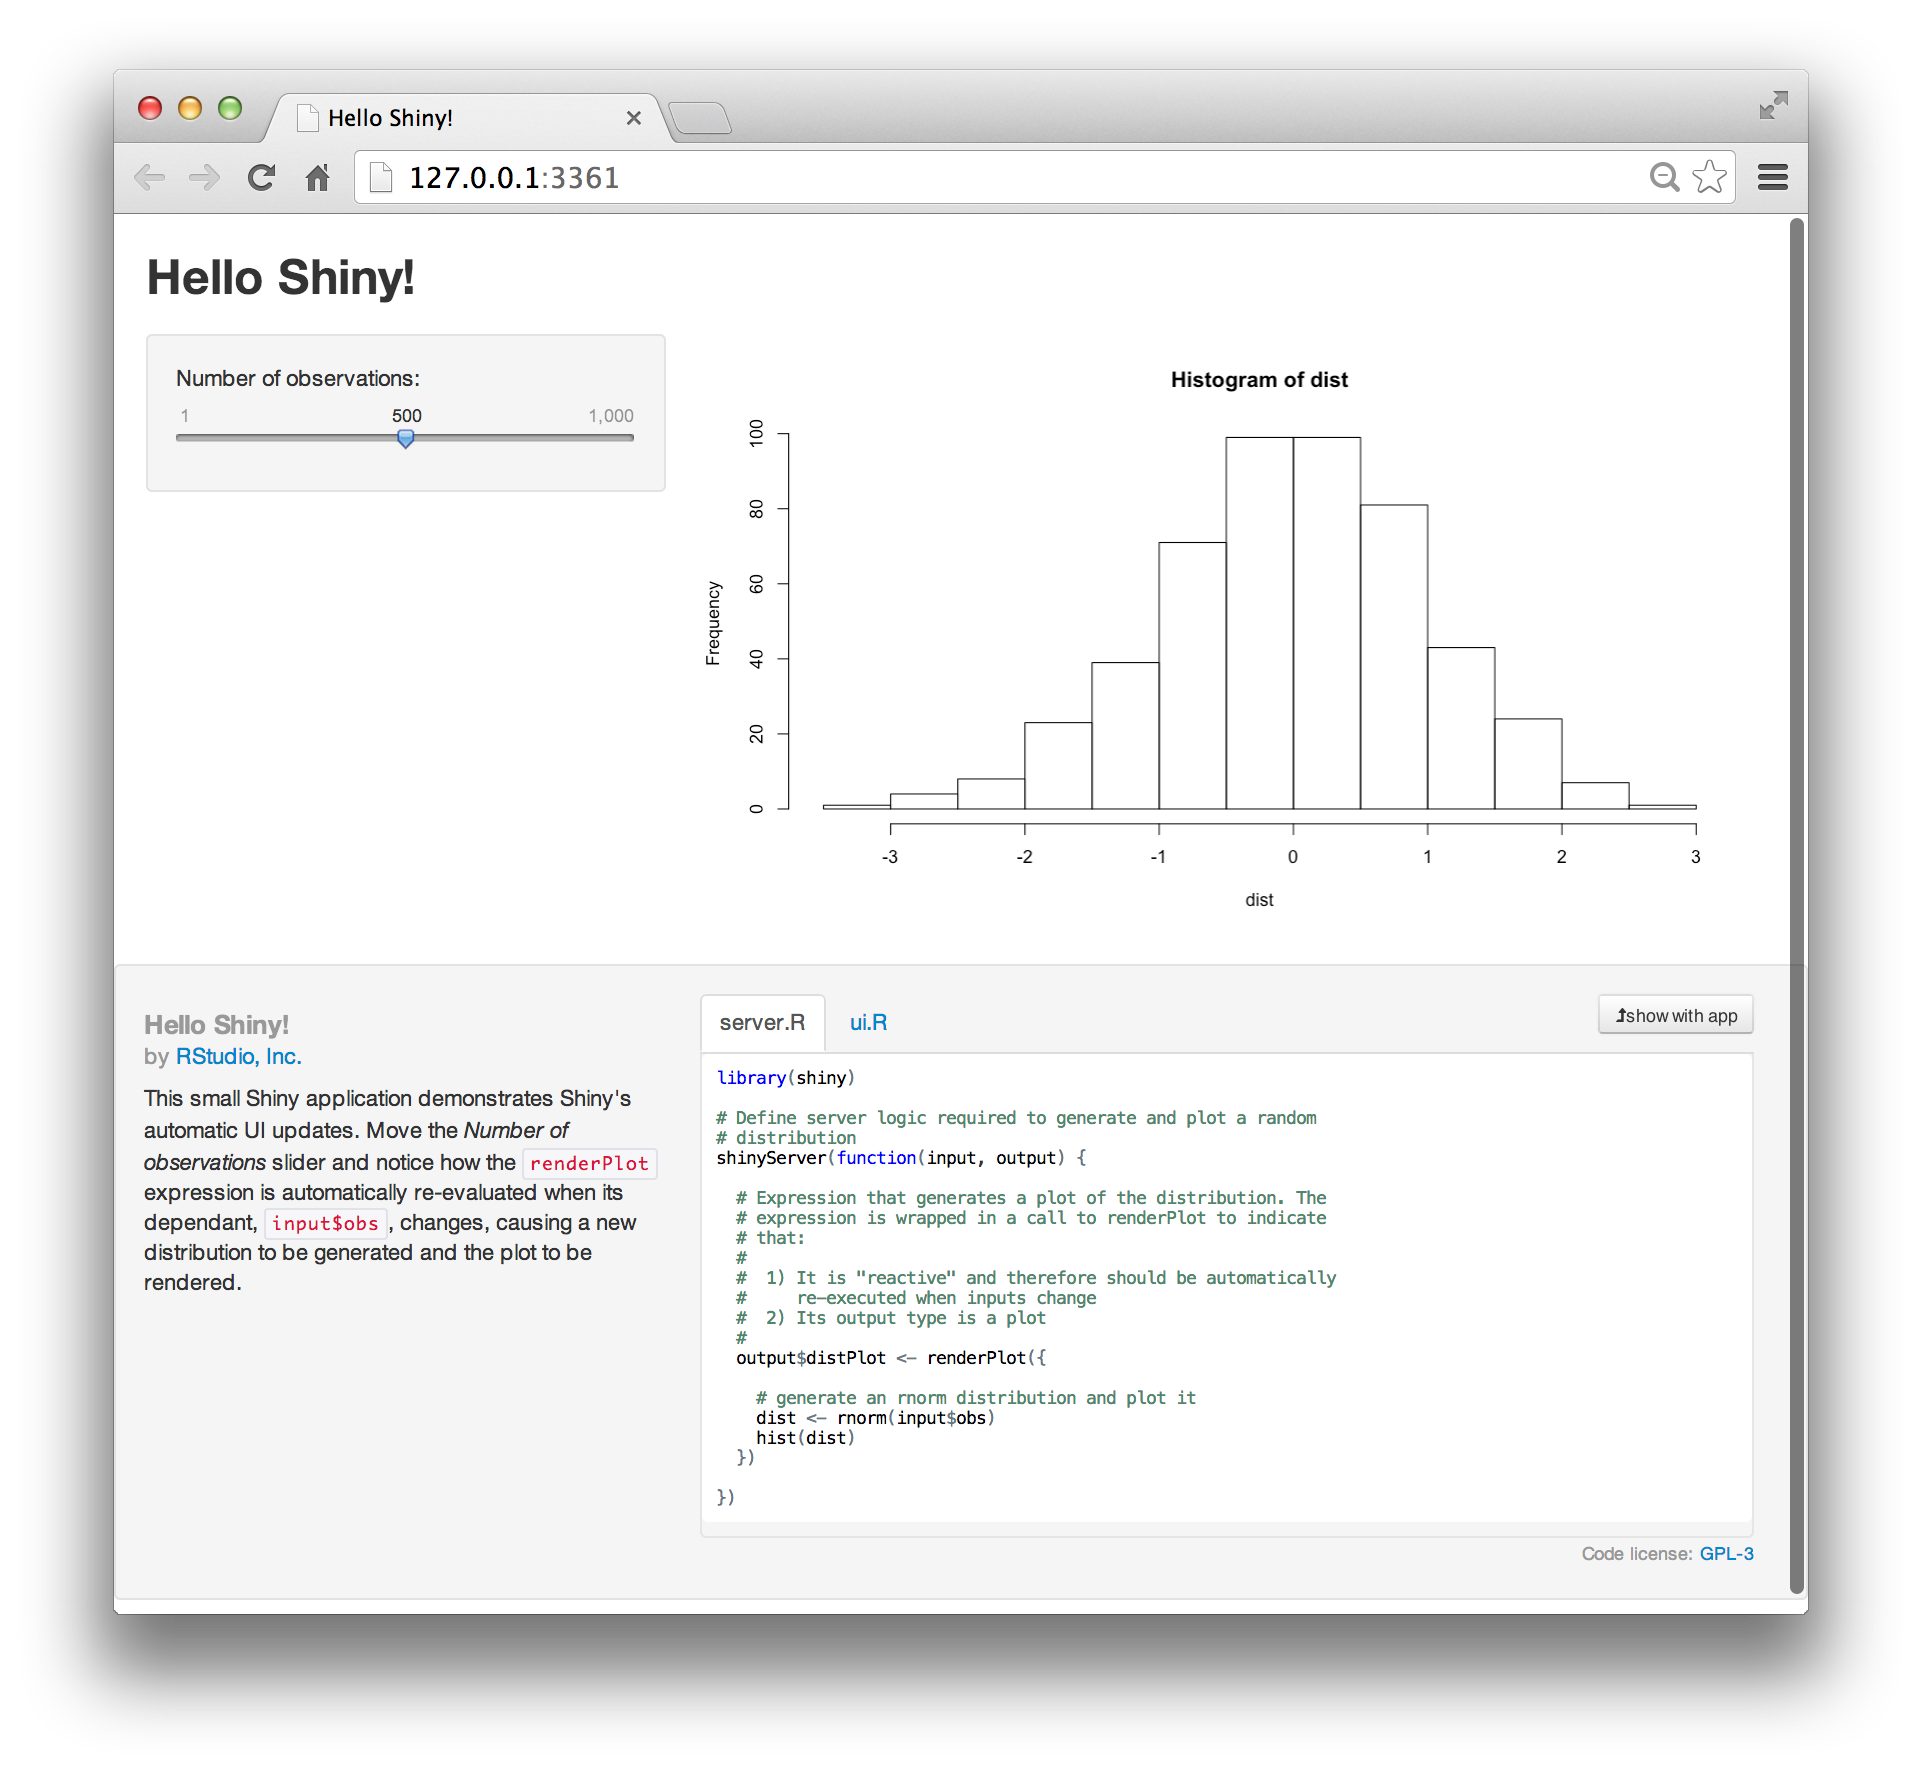 Hello Shiny!
127.0.0.1:3361
Hello Shiny!
Number of observations:
1 500 1,000
Histogram of dist
Frequency
100
80
60
40
20
0
-3 -2 -1 0 1 2 3
dist
Hello Shiny!
by RStudio, Inc.
This small Shiny application demonstrates Shiny's
automatic UI updates. Move the Number of
observations slider and notice how the renderPlot
expression is automatically re-evaluated when its
dependant, input$obs , changes, causing a new
distribution to be generated and the plot to be
rendered.
server.R ui.R
show with app
library(shiny)
# Define server logic required to generate and plot a random
# distribution
shinyServer(function(input, output) {
  # Expression that generates a plot of the distribution. The
  # expression is wrapped in a call to renderPlot to indicate
  # that:
  #
  #  1) It is "reactive" and therefore should be automatically
  #     re-executed when inputs change
  #  2) Its output type is a plot
  #
  output$distPlot <- renderPlot({
    # generate an rnorm distribution and plot it
    dist <- rnorm(input$obs)
    hist(dist)
  })
})
Code license: GPL-3